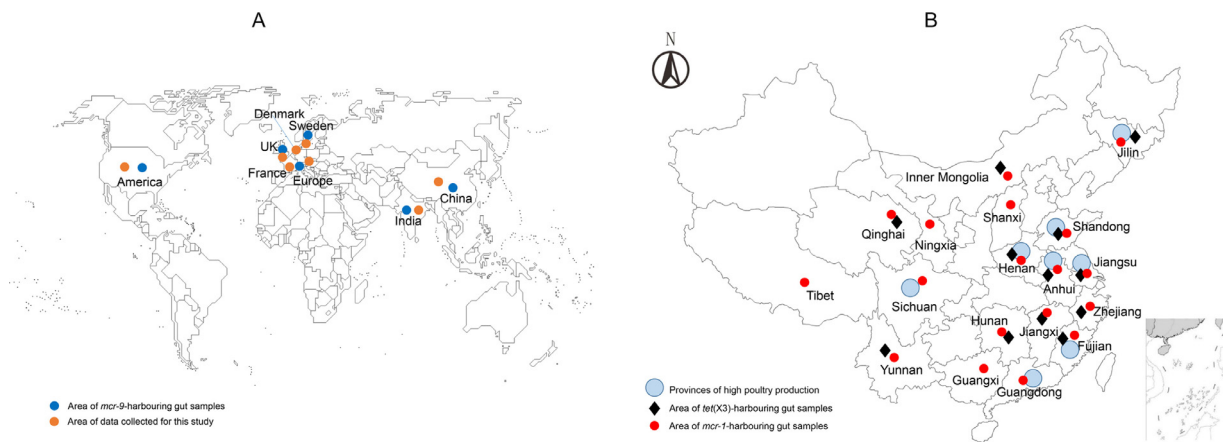 A
Denmark
Sweden
UK
France
Europe
America
China
India
Area of mcr-9-harbouring gut samples
Area of data collected for this study
B
N
Jilin
Inner Mongolia
Shanxi
Shandong
Qinghai
Ningxia
Henan
Jiangsu
Anhui
Tibet
Sichuan
Zhejiang
Hunan
Jiangxi
Fujian
Yunnan
Guangxi
Guangdong
Provinces of high poultry production
Area of tet(X3)-harbouring gut samples
Area of mcr-1-harbouring gut samples